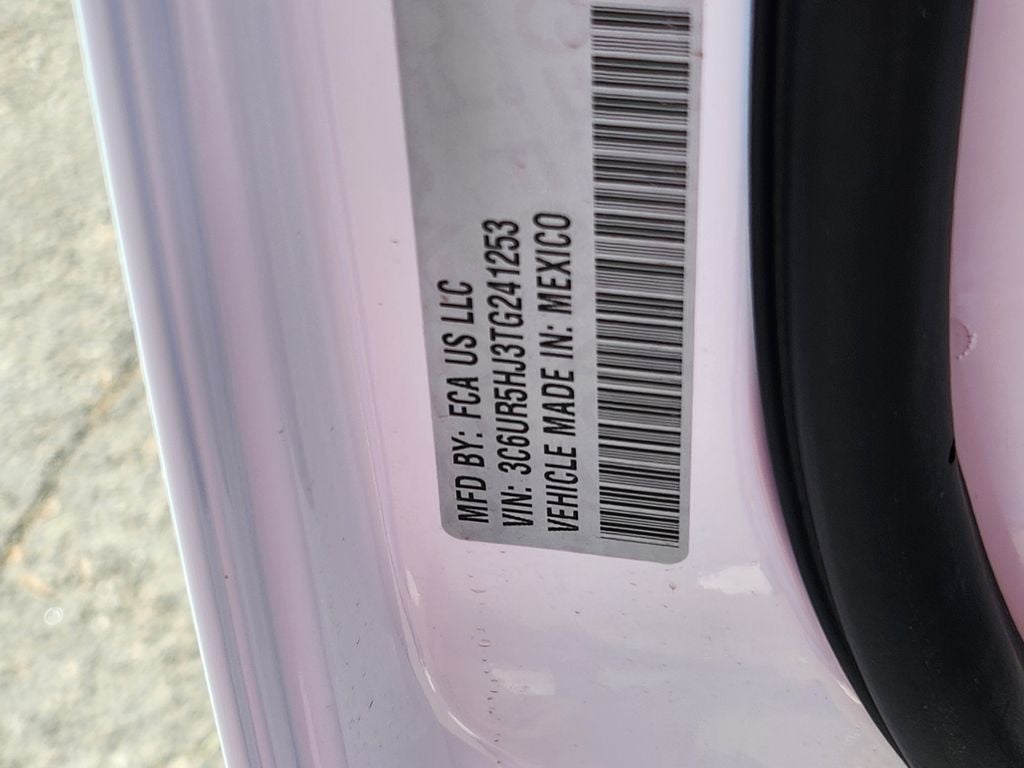 MFD BY: FCA US LLC
VIN: 3C6UR5HJ3TG241253
VEHICLE MADE IN: MEXICO